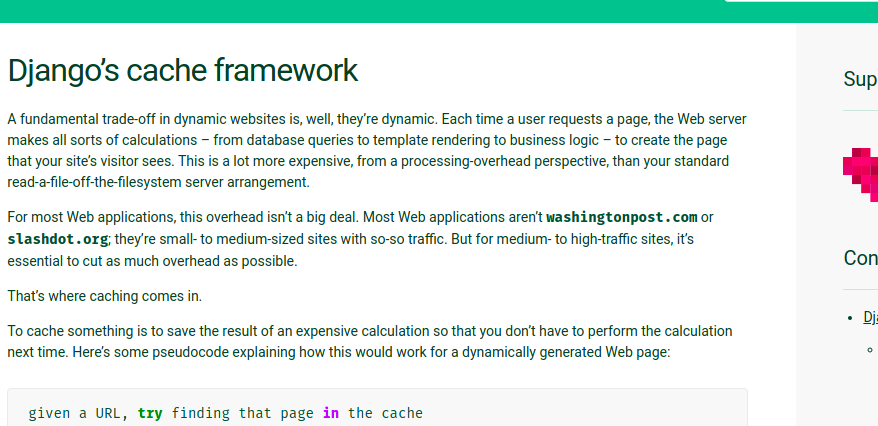 Django’s cache framework
A fundamental trade-off in dynamic websites is, well, they’re dynamic. Each time a user requests a page, the Web server
makes all sorts of calculations – from database queries to template rendering to business logic – to create the page
that your site’s visitor sees. This is a lot more expensive, from a processing-overhead perspective, than your standard
read-a-file-off-the-filesystem server arrangement.
For most Web applications, this overhead isn’t a big deal. Most Web applications aren’t washingtonpost.com or
slashdot.org; they’re small- to medium-sized sites with so-so traffic. But for medium- to high-traffic sites, it’s
essential to cut as much overhead as possible.
That’s where caching comes in.
To cache something is to save the result of an expensive calculation so that you don’t have to perform the calculation
next time. Here’s some pseudocode explaining how this would work for a dynamically generated Web page:
given a URL, try finding that page in the cache
Sup
Con
Dj